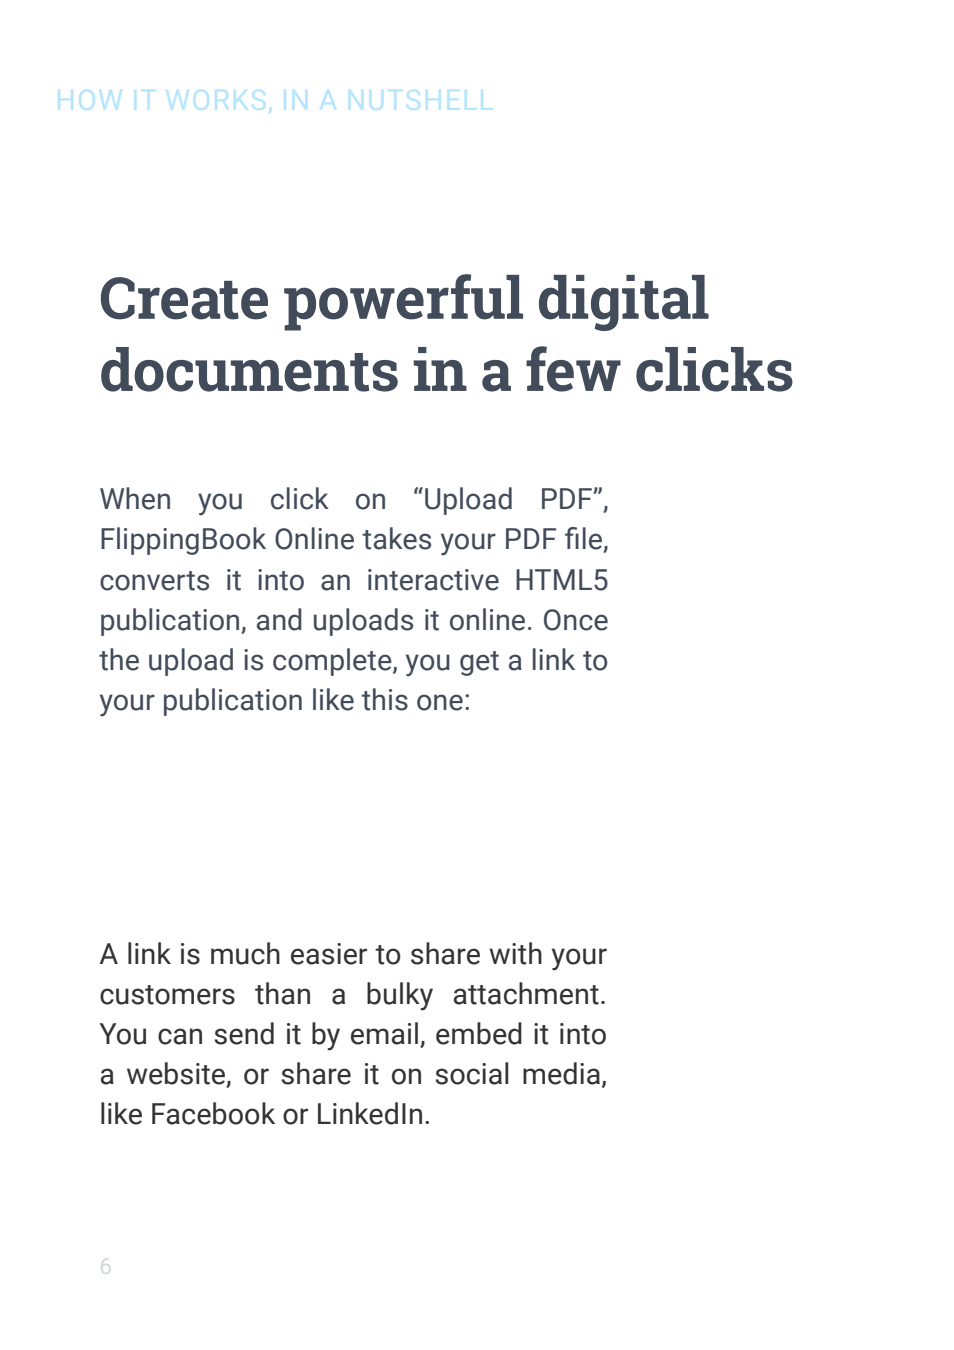 HOW IT WORKS, IN A NUTSHELL
Create powerful digital
documents in a few clicks
When you click on “Upload PDF”,
FlippingBook Online takes your PDF file,
converts it into an interactive HTML5
publication, and uploads it online. Once
the upload is complete, you get a link to
your publication like this one:
A link is much easier to share with your
customers than a bulky attachment.
You can send it by email, embed it into
a website, or share it on social media,
like Facebook or LinkedIn.
6